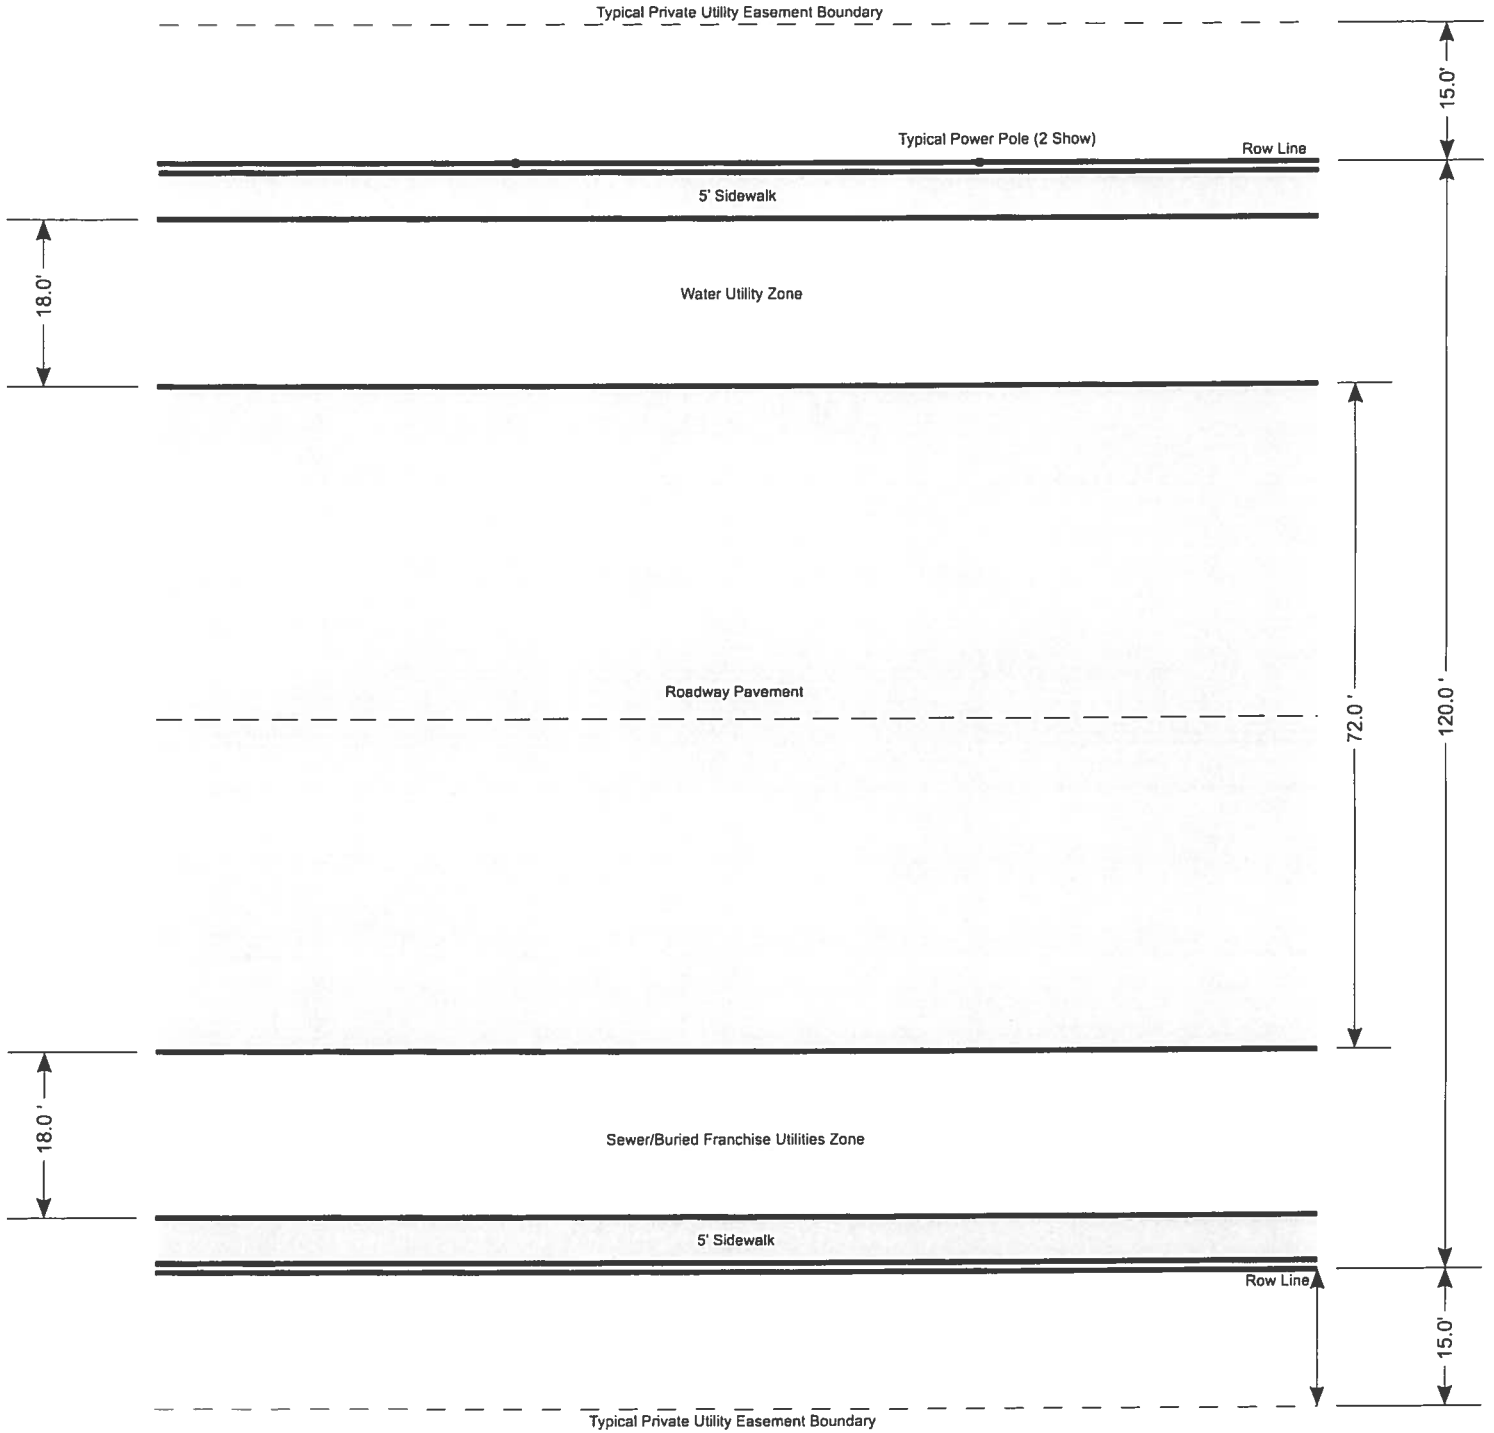 Typical Private Utility Easement Boundary
15.0'
Typical Power Pole (2 Show)
Row Line
5' Sidewalk
18.0'
Water Utility Zone
Roadway Pavement
72.0 '
120.0 '
18.0 '
Sewer/Buried Franchise Utilities Zone
5' Sidewalk
Row Line
15.0'
Typical Private Utility Easement Boundary